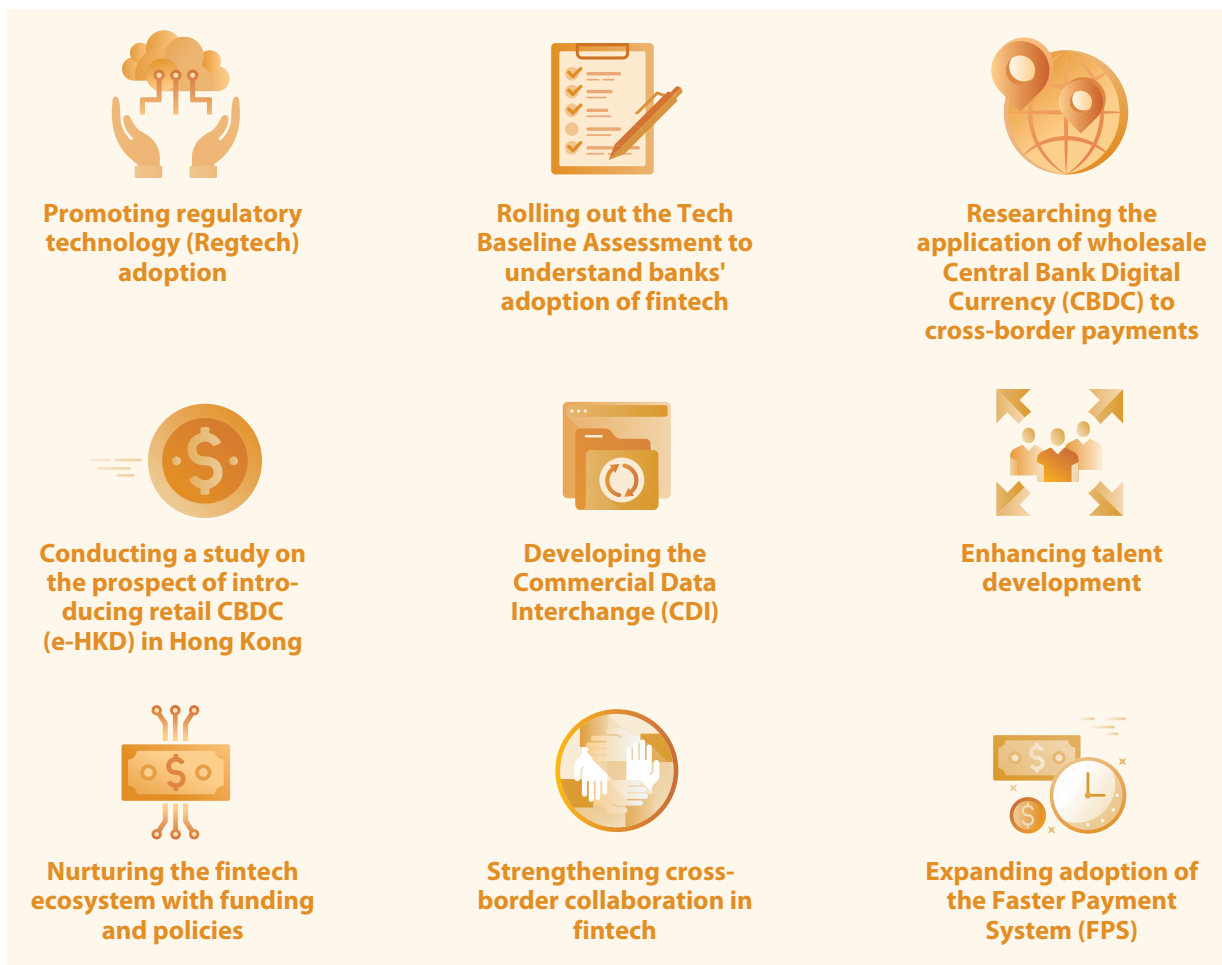 Promoting regulatory
technology (Regtech)
adoption
Rolling out the Tech
Baseline Assessment to
understand banks'
adoption of fintech
Researching the
application of wholesale
Central Bank Digital
Currency (CBDC) to
cross-border payments
Conducting a study on
the prospect of intro-
ducing retail CBDC
(e-HKD) in Hong Kong
Developing the
Commercial Data
Interchange (CDI)
Enhancing talent
development
Nurturing the fintech
ecosystem with funding
and policies
Strengthening cross-
border collaboration in
fintech
Expanding adoption of
the Faster Payment
System (FPS)